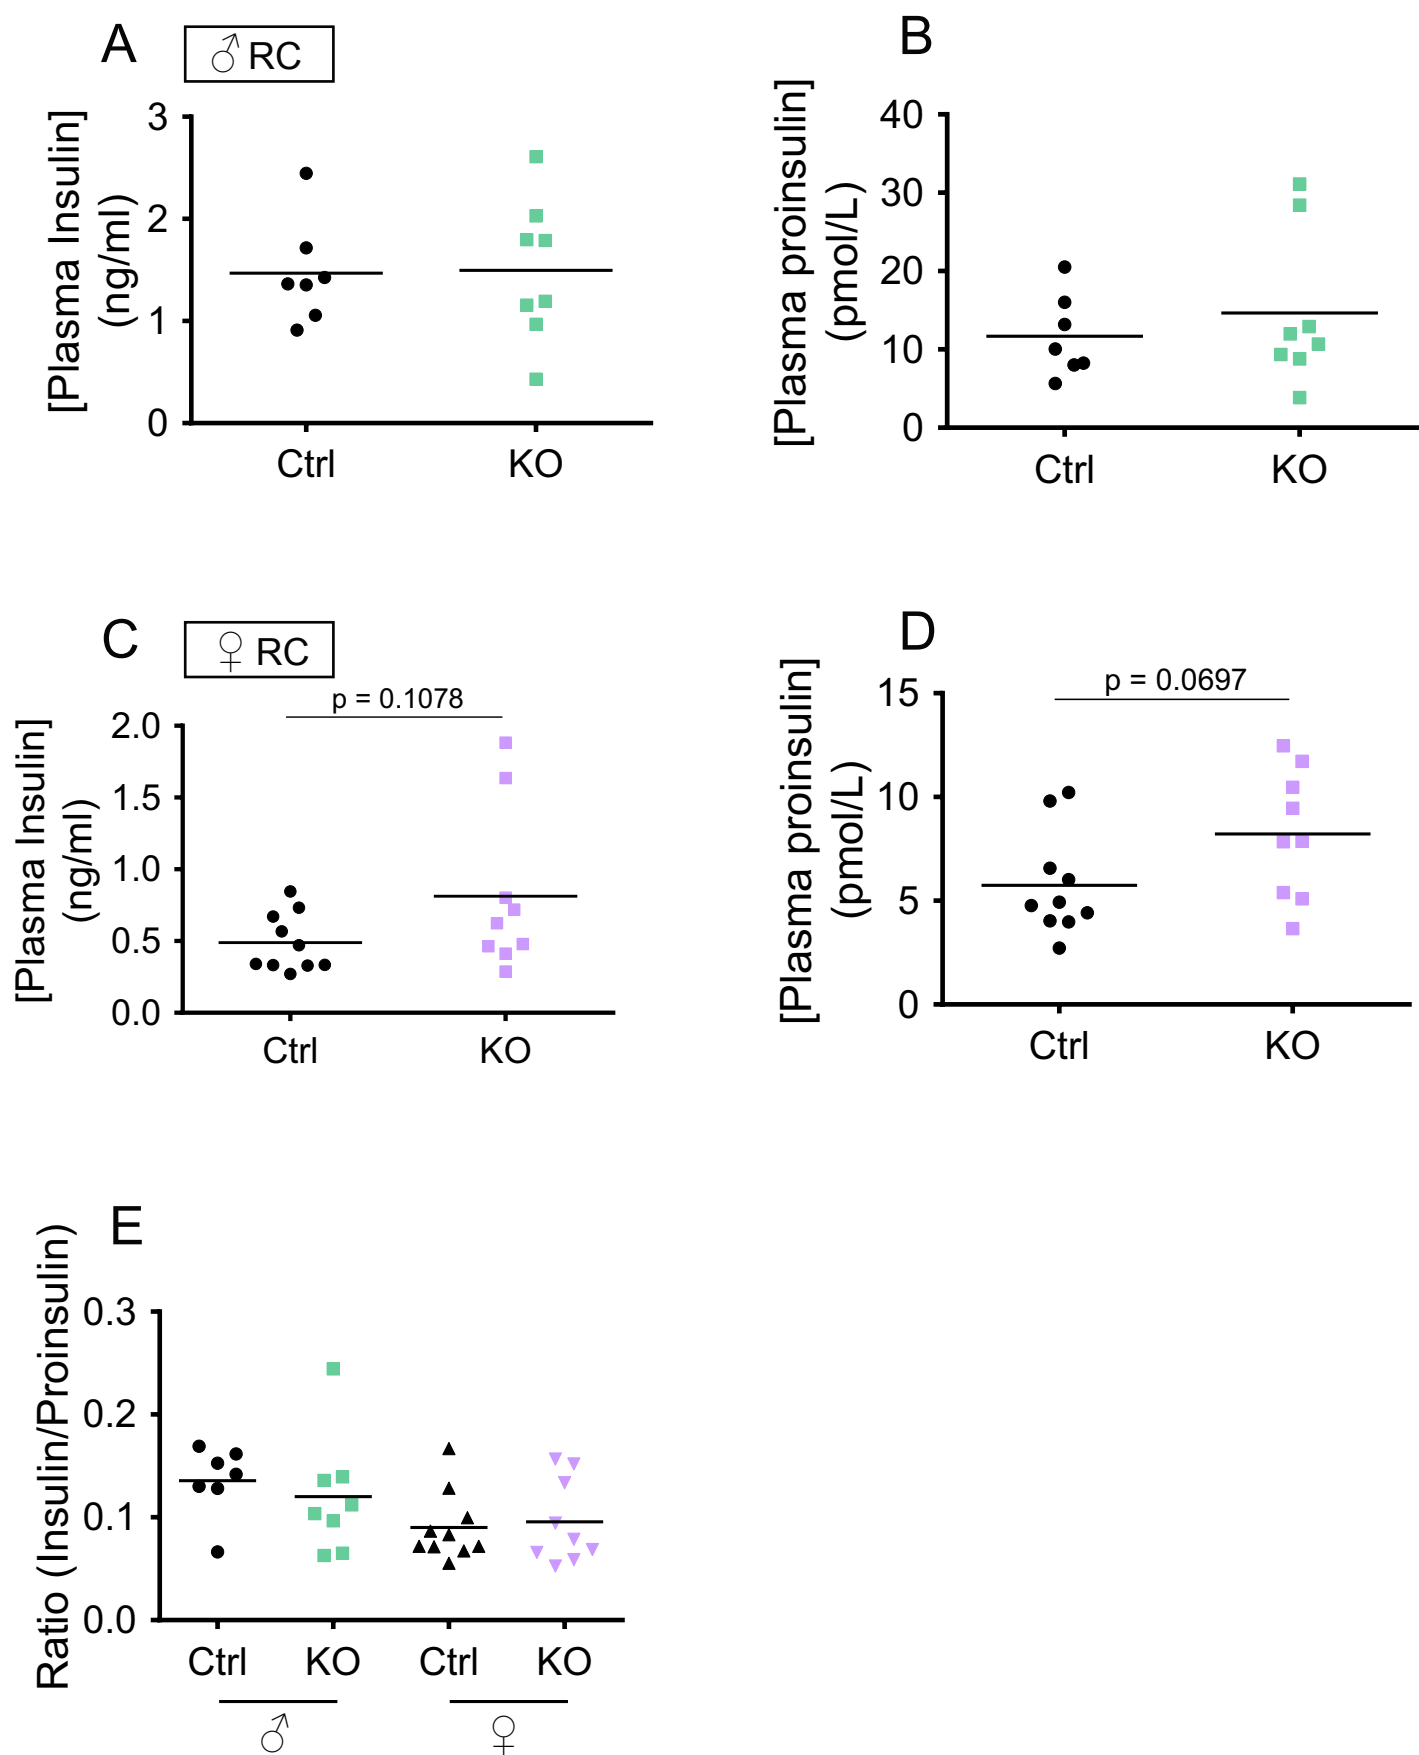 A
♂ RC
[Plasma Insulin]
(ng/ml)
3
2
1
0
Ctrl
KO
B
[Plasma proinsulin]
(pmol/L)
40
30
20
10
0
Ctrl
KO
C
♀ RC
p = 0.1078
[Plasma Insulin]
(ng/ml)
2.0
1.5
1.0
0.5
0.0
Ctrl
KO
D
p = 0.0697
[Plasma proinsulin]
(pmol/L)
15
10
5
0
Ctrl
KO
E
Ratio (Insulin/Proinsulin)
0.3
0.2
0.1
0.0
Ctrl
KO
Ctrl
KO
♂
♀